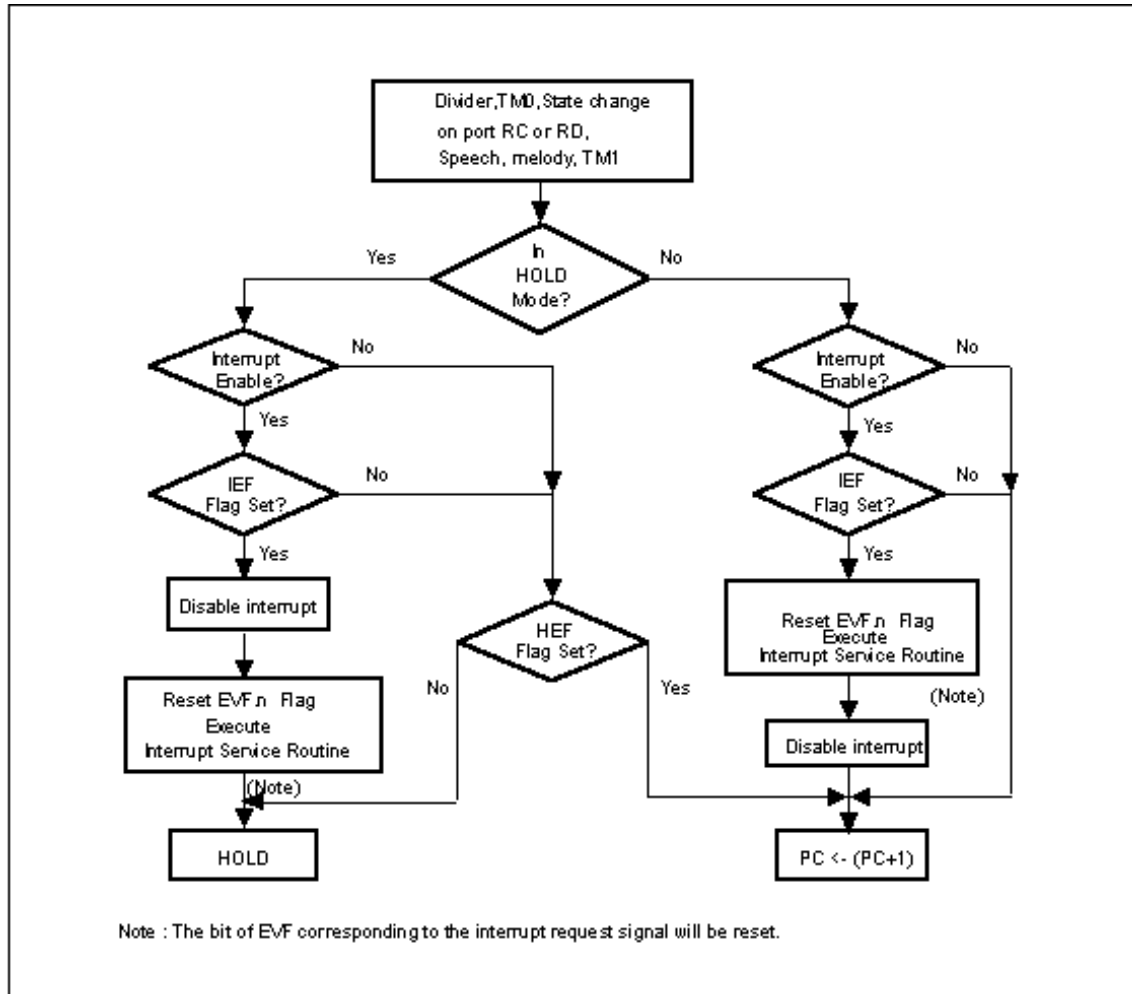 Divider,TM0,State change
on port RC or RD,
Speech, melody, TM1
In
HOLD
Mode?
Yes
No
Interrupt
Enable?
No
Interrupt
Enable?
No
Yes
Yes
IEF
Flag Set?
No
IEF
Flag Set?
No
Yes
Yes
Disable interrupt
HEF
Flag Set?
Reset EVF.n Flag
Execute
Interrupt Service Routine
No
Yes
(Note)
Reset EVF.n Flag
Execute
Interrupt Service Routine
(Note)
Disable interrupt
HOLD
PC <- (PC+1)
Note : The bit of EVF corresponding to the interrupt request signal will be reset.